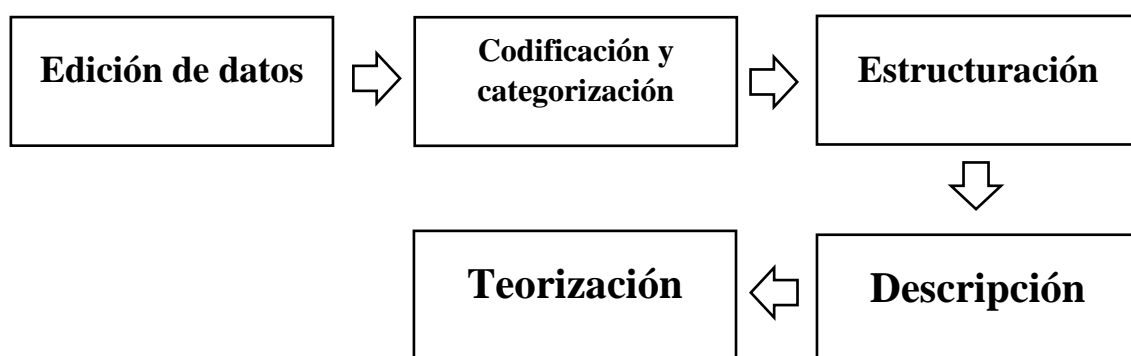 Edición de datos
Codificación y
categorización
Estructuración
Descripción
Teorización